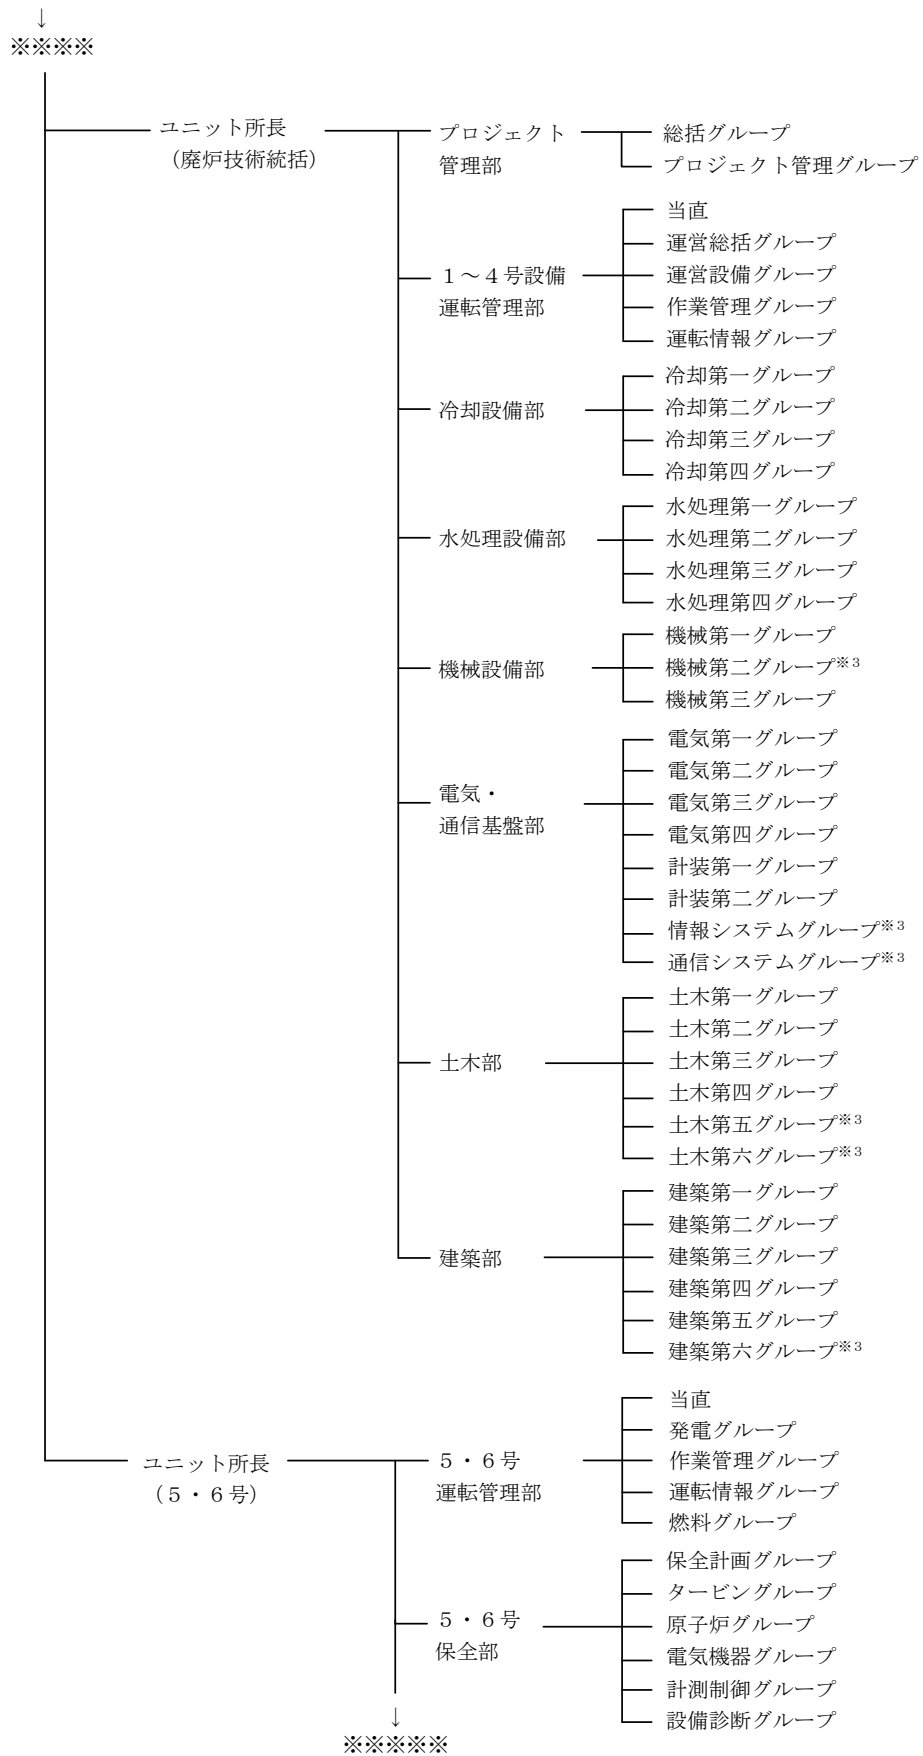 ↓
※※※※
ユニット所長
（廃炉技術統括）
プロジェクト
管理部
総括グループ
プロジェクト管理グループ
１～４号設備
運転管理部
当直
運営総括グループ
運営設備グループ
作業管理グループ
運転情報グループ
冷却設備部
冷却第一グループ
冷却第二グループ
冷却第三グループ
冷却第四グループ
水処理設備部
水処理第一グループ
水処理第二グループ
水処理第三グループ
水処理第四グループ
機械設備部
機械第一グループ
機械第二グループ※３
機械第三グループ
電気・
通信基盤部
電気第一グループ
電気第二グループ
電気第三グループ
電気第四グループ
計装第一グループ
計装第二グループ
情報システムグループ※３
通信システムグループ※３
土木部
土木第一グループ
土木第二グループ
土木第三グループ
土木第四グループ
土木第五グループ※３
土木第六グループ※３
建築部
建築第一グループ
建築第二グループ
建築第三グループ
建築第四グループ
建築第五グループ
建築第六グループ※３
ユニット所長
（５・６号）
５・６号
運転管理部
当直
発電グループ
作業管理グループ
運転情報グループ
燃料グループ
５・６号
保全部
保全計画グループ
タービングループ
原子炉グループ
電気機器グループ
計測制御グループ
設備診断グループ
↓
※※※※※